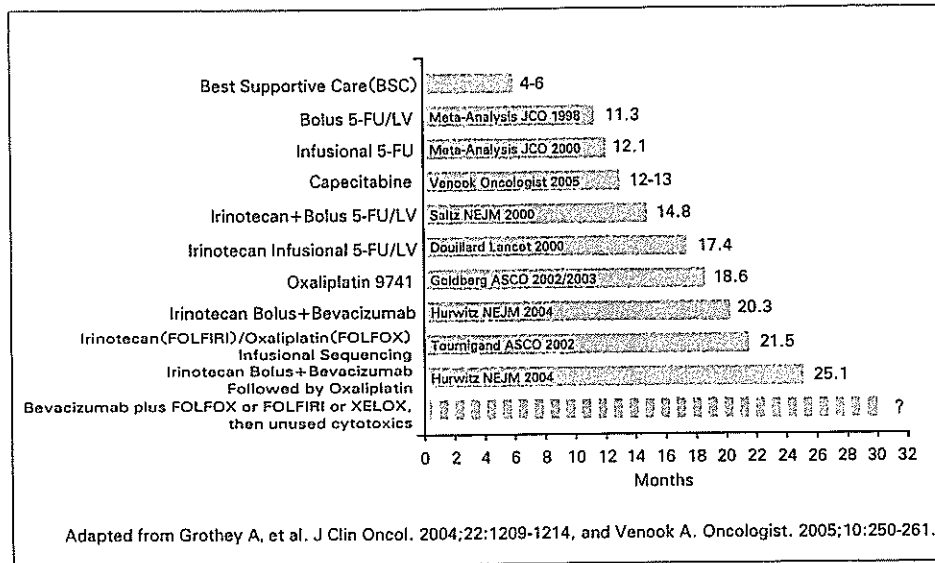 Best Supportive Care(BSC) 4-6
Bolus 5-FU/LV Meta-Analysis JCO 1998 11.3
Infusional 5-FU Meta-Analysis JCO 2000 12.1
Capecitabine Venook Oncologist 2005 12-13
Irinotecan+Bolus 5-FU/LV Saltz NEJM 2000 14.8
Irinotecan Infusional 5-FU/LV Douillard Lancet 2000 17.4
Oxaliplatin 9741 Goldberg ASCO 2002/2003 18.6
Irinotecan Bolus+Bevacizumab Hurwitz NEJM 2004 20.3
Irinotecan(FOLFIRI)/Oxaliplatin(FOLFOX)
Infusional Sequencing Tournigand ASCO 2002 21.5
Irinotecan Bolus+Bevacizumab
Followed by Oxaliplatin Hurwitz NEJM 2004 25.1
Bevacizumab plus FOLFOX or FOLFIRI or XELOX,
then unused cytotoxics ?
0 2 4 6 8 10 12 14 16 18 20 22 24 26 28 30 32
Months
Adapted from Grothey A, et al. J Clin Oncol. 2004;22:1209-1214, and Venook A. Oncologist. 2005;10:250-261.